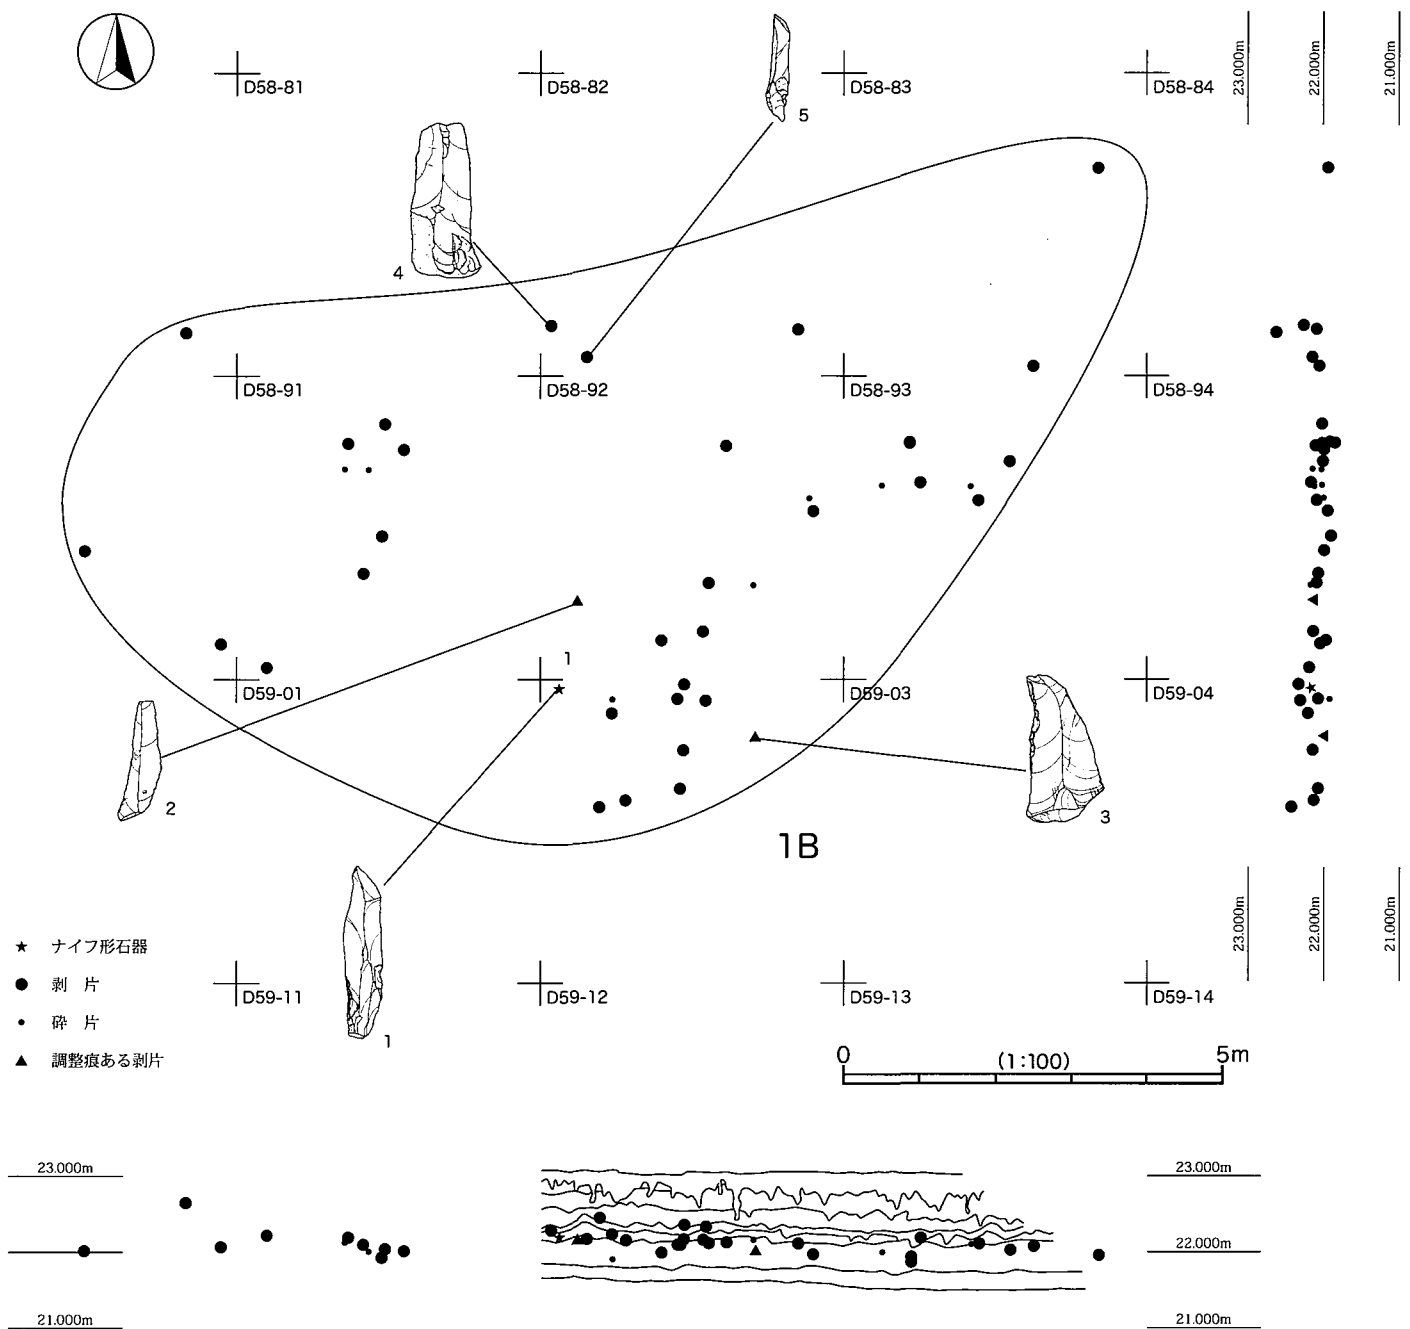 D58-81
D58-82
D58-83
D58-84
23.000m
22.000m
21.000m
5
4
D58-91
D58-92
D58-93
D58-94
1
D59-01
D59-03
D59-04
2
3
1B
23.000m
22.000m
21.000m
★ ナイフ形石器
● 剥 片
• 砕 片
▲ 調整痕ある剥片
D59-11
D59-12
D59-13
D59-14
1
0 (1:100) 5m
23.000m
23.000m
22.000m
21.000m
21.000m